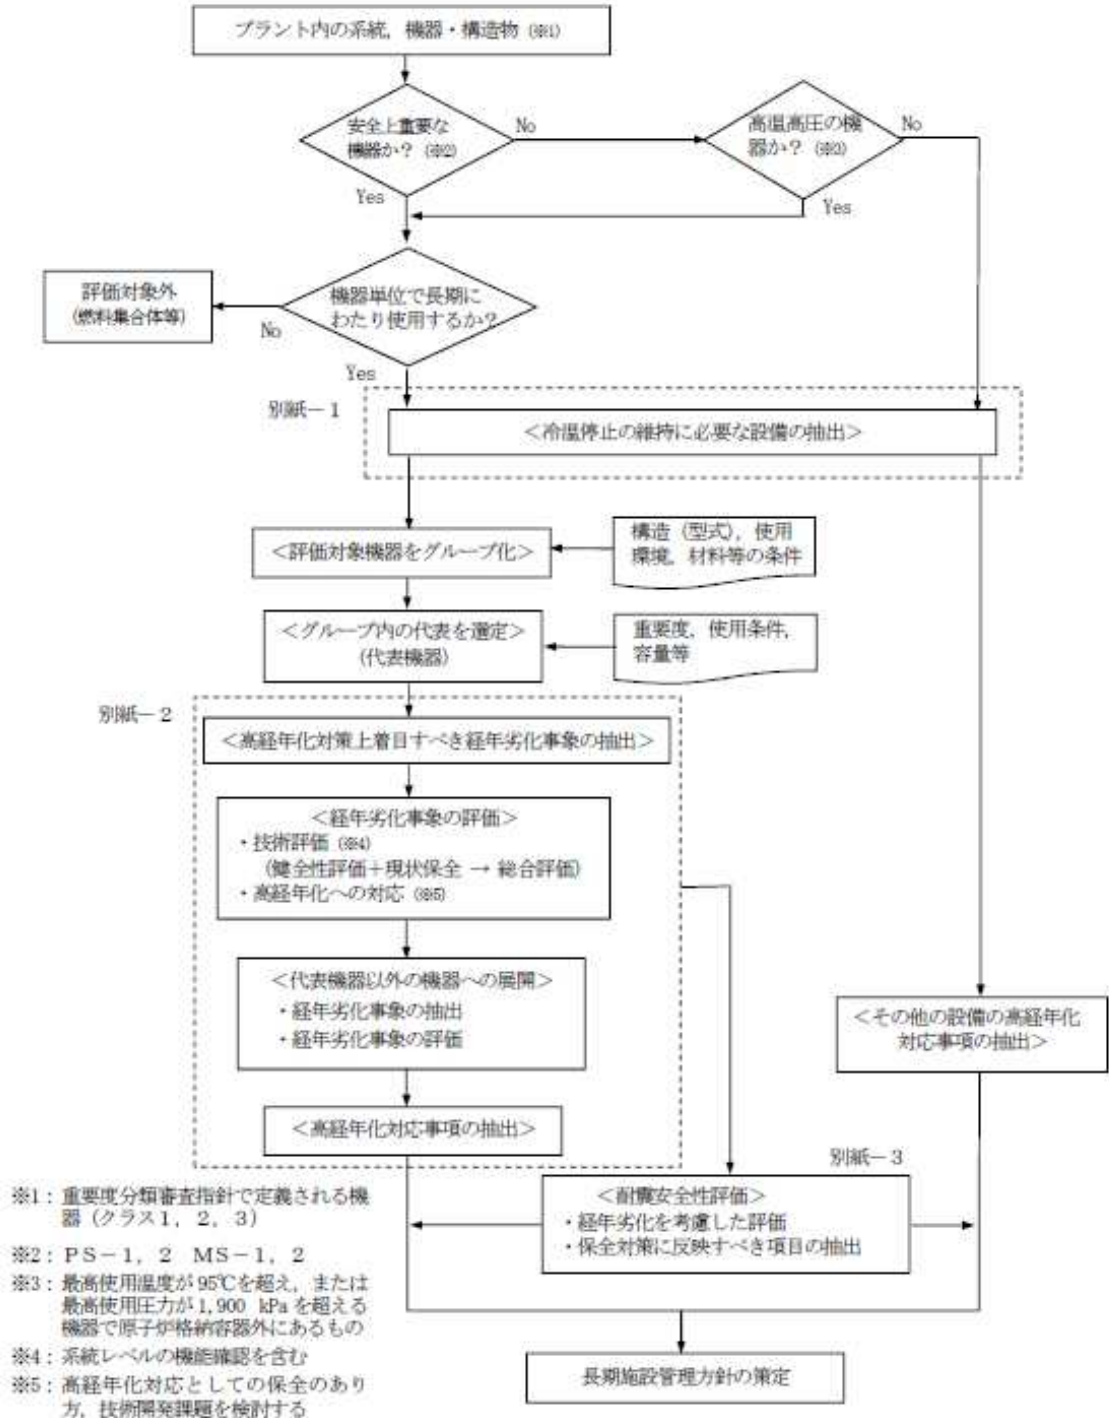 プラント内の系統，機器・構造物（※1）
安全上重要な
機器か？（※2）
No
高温高圧の機
器か？（※3）
No
Yes
Yes
評価対象外
(燃料集合体等)
機器単位で長期に
わたり使用するか？
No
Yes
別紙－1
＜冷温停止の維持に必要な設備の抽出＞
＜評価対象機器をグループ化＞
構造（型式），使用
環境，材料等の条件
＜グループ内の代表を選定＞
(代表機器)
重要度，使用条件，
容量等
別紙－2
＜高経年化対策上着目すべき経年劣化事象の抽出＞
＜経年劣化事象の評価＞
・技術評価（※4）
（健全性評価＋現状保全 → 総合評価）
・高経年化への対応（※5）
＜代表機器以外の機器への展開＞
・経年劣化事象の抽出
・経年劣化事象の評価
＜その他の設備の高経年化
対応事項の抽出＞
＜高経年化対応事項の抽出＞
別紙－3
＜耐震安全性評価＞
・経年劣化を考慮した評価
・保全対策に反映すべき項目の抽出
※1：重要度分類審査指針で定義される機
器（クラス1，2，3）
※2：PS－1，2　MS－1，2
※3：最高使用温度が95℃を超え，または
最高使用圧力が1,900 kPaを超える
機器で原子炉格納容器外にあるもの
※4：系統レベルの機能確認を含む
※5：高経年化対応としての保全のあり
方，技術開発課題を検討する
長期施設管理方針の策定